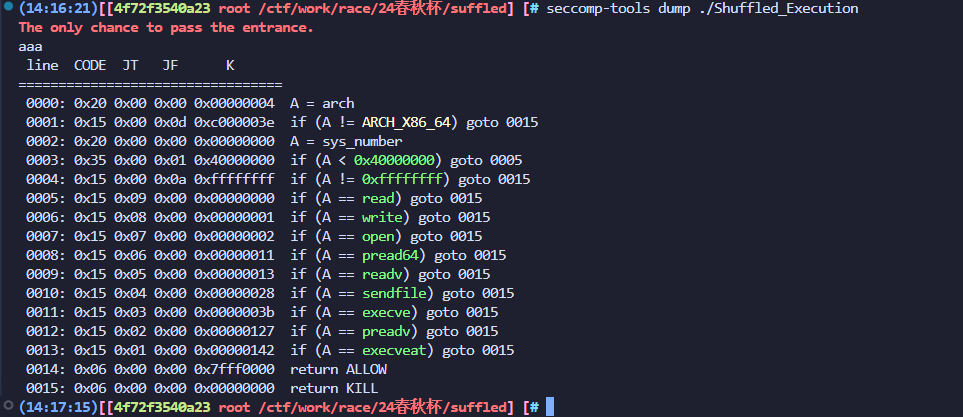 (14:16:21)[[4f72f3540a23 root /ctf/work/race/24春秋杯/suffled] [# seccomp-tools dump ./Shuffled_Execution
The only chance to pass the entrance.
aaa
line CODE JT JF K
=================================
0000: 0x20 0x00 0x00 0x00000004 A = arch
0001: 0x15 0x00 0x0d 0xc000003e if (A != ARCH_X86_64) goto 0015
0002: 0x20 0x00 0x00 0x00000000 A = sys_number
0003: 0x35 0x00 0x01 0x40000000 if (A < 0x40000000) goto 0005
0004: 0x15 0x00 0x0a 0xffffffff if (A != 0xffffffff) goto 0015
0005: 0x15 0x09 0x00 0x00000000 if (A == read) goto 0015
0006: 0x15 0x08 0x00 0x00000001 if (A == write) goto 0015
0007: 0x15 0x07 0x00 0x00000002 if (A == open) goto 0015
0008: 0x15 0x06 0x00 0x00000011 if (A == pread64) goto 0015
0009: 0x15 0x05 0x00 0x00000013 if (A == readv) goto 0015
0010: 0x15 0x04 0x00 0x00000028 if (A == sendfile) goto 0015
0011: 0x15 0x03 0x00 0x0000003b if (A == execve) goto 0015
0012: 0x15 0x02 0x00 0x00000127 if (A == preadv) goto 0015
0013: 0x15 0x01 0x00 0x00000142 if (A == execveat) goto 0015
0014: 0x06 0x00 0x00 0x7fff0000 return ALLOW
0015: 0x06 0x00 0x00 0x00000000 return KILL
(14:17:15)[[4f72f3540a23 root /ctf/work/race/24春秋杯/suffled] [#